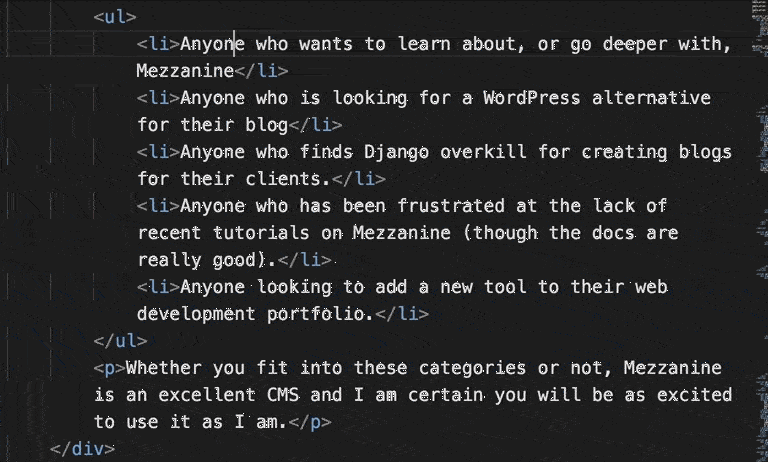 <ul>
<li>Anyone who wants to learn about, or go deeper with,
Mezzanine</li>
<li>Anyone who is looking for a WordPress alternative
for their blog</li>
<li>Anyone who finds Django overkill for creating blogs
for their clients.</li>
<li>Anyone who has been frustrated at the lack of
recent tutorials on Mezzanine (though the docs are
really good).</li>
<li>Anyone looking to add a new tool to their web
development portfolio.</li>
</ul>
<p>Whether you fit into these categories or not, Mezzanine
is an excellent CMS and I am certain you will be as excited
to use it as I am.</p>
</div>